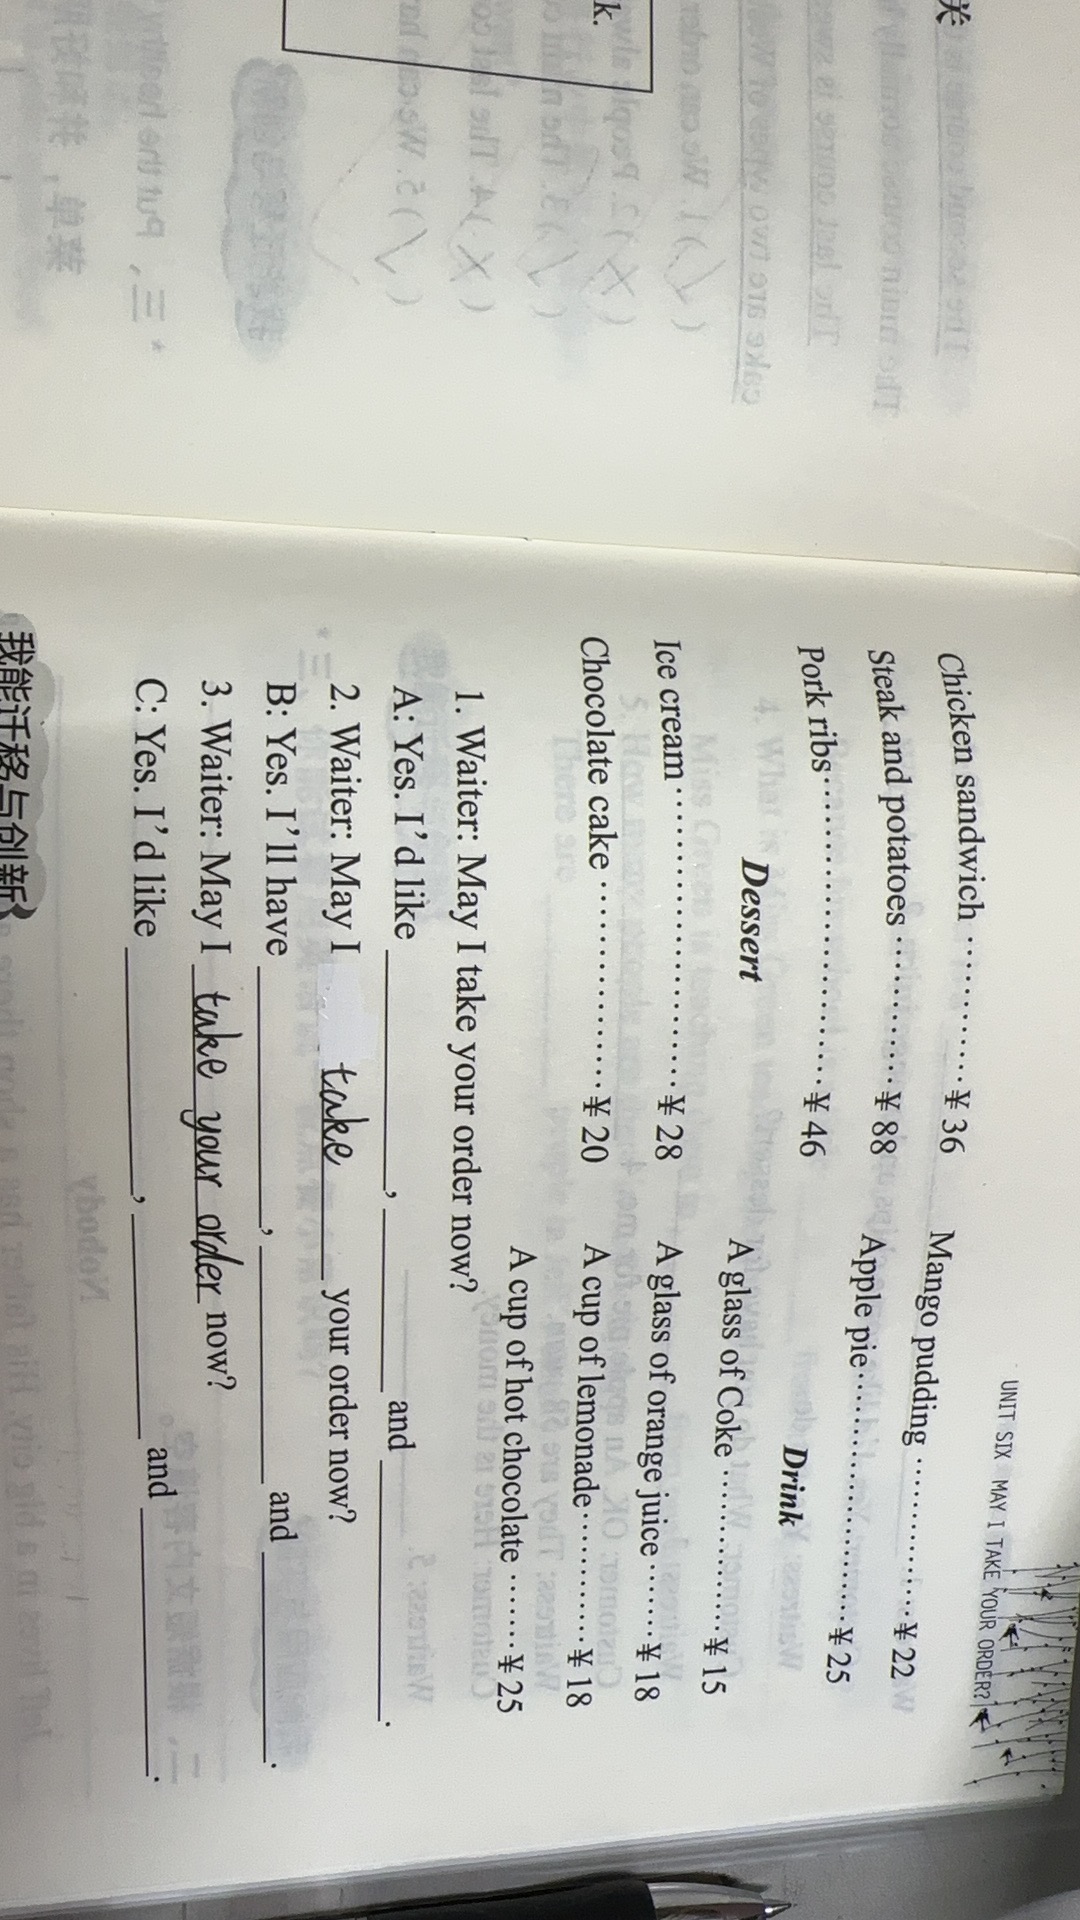 关
k.
UNIT SIX MAY I TAKE YOUR ORDER?
Chicken sandwich ············¥ 36
Mango pudding ············¥ 22
Steak and potatoes ············¥ 88
Apple pie····················¥ 25
Pork ribs······················¥ 46
Drink
Dessert
A glass of Coke ············¥ 15
Ice cream ······················¥ 28
A glass of orange juice ······¥ 18
Chocolate cake ················¥ 20
A cup of lemonade··········¥ 18
A cup of hot chocolate ······¥ 25
1. Waiter: May I take your order now?
A: Yes. I'd like ________, ________ and ________.
2. Waiter: May I take your order now?
B: Yes. I'll have ________, ________ and ________.
3. Waiter: May I take your order now?
C: Yes. I'd like ________, ________ and ________.
我能迁移与创新